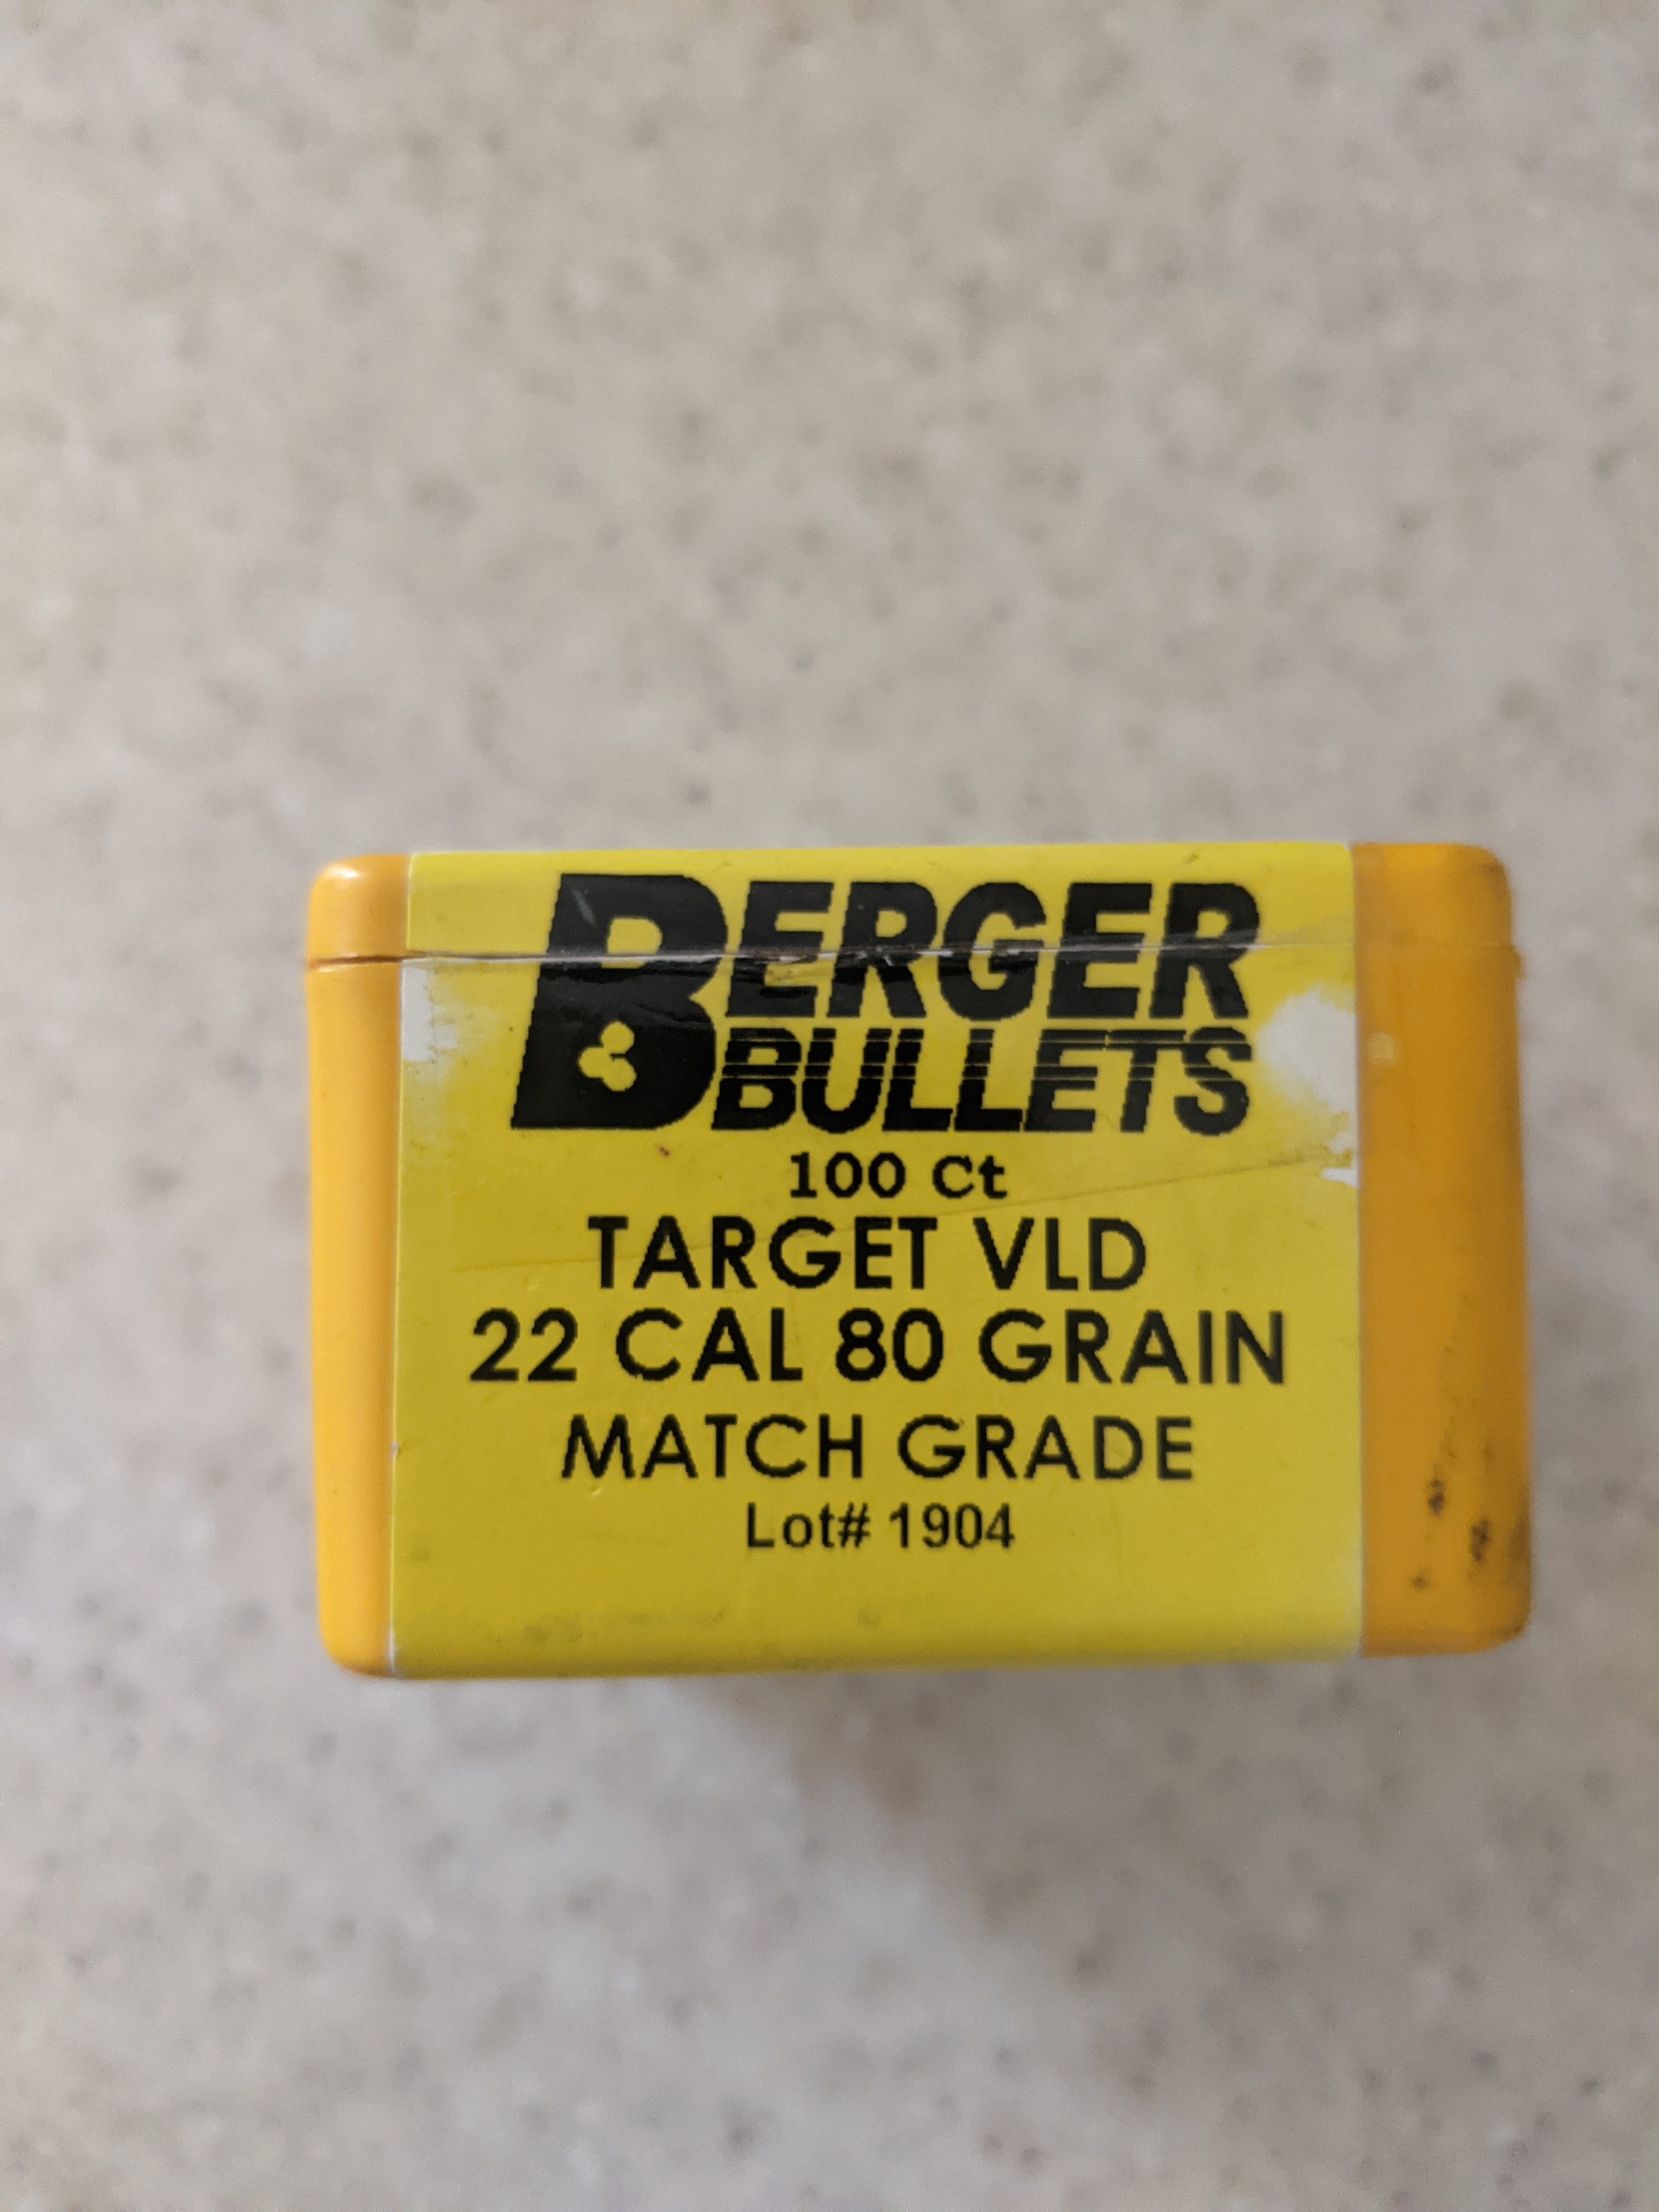 BERGER
BULLETS
100 Ct
TARGET VLD
22 CAL 80 GRAIN
MATCH GRADE
Lot# 1904